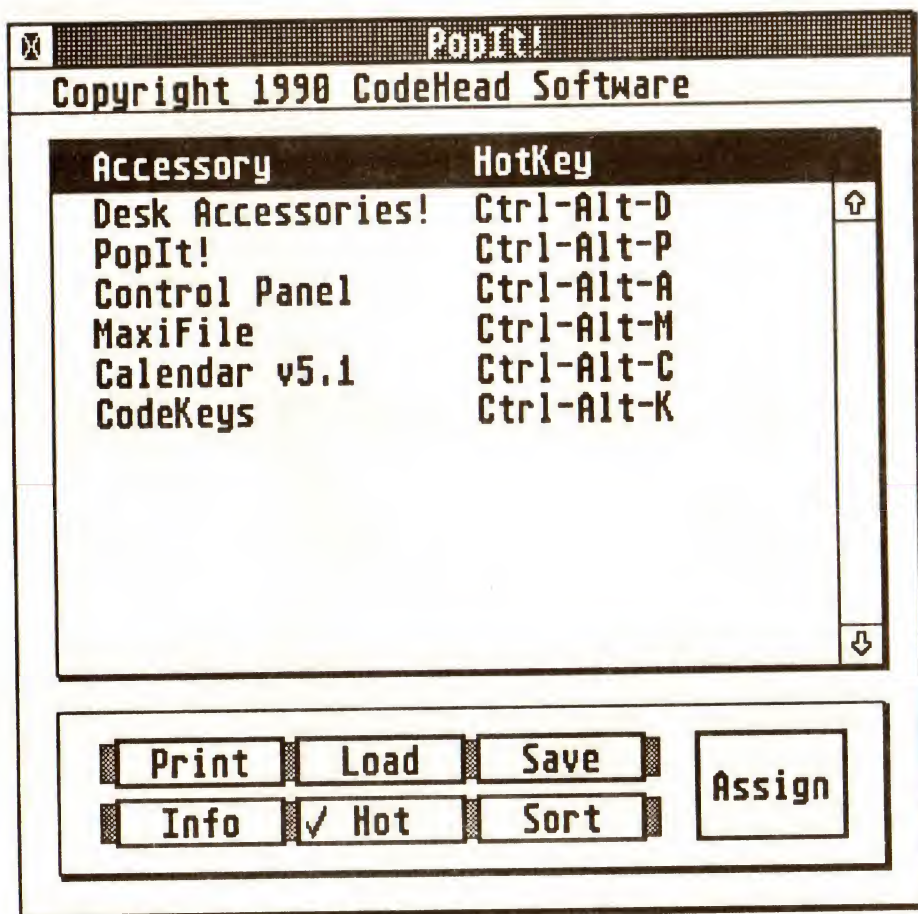 PopIt!
Copyright 1990 CodeHead Software
Accessory HotKey
Desk Accessories! Ctrl-Alt-D
PopIt! Ctrl-Alt-P
Control Panel Ctrl-Alt-A
MaxiFile Ctrl-Alt-M
Calendar v5.1 Ctrl-Alt-C
CodeKeys Ctrl-Alt-K
Print Load Save
Assign
Info ✓ Hot Sort